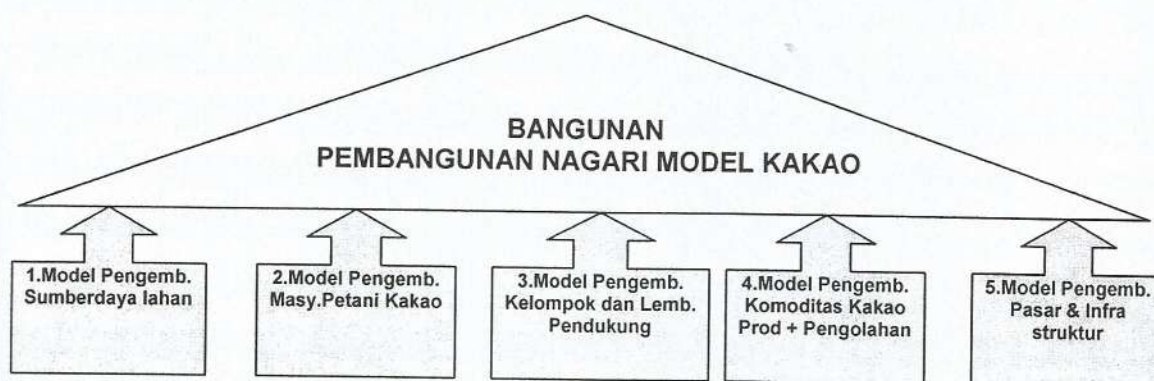 BANGUNAN
PEMBANGUNAN NAGARI MODEL KAKAO
1.Model Pengemb.
Sumberdaya lahan
2.Model Pengemb.
Masy.Petani Kakao
3.Model Pengemb.
Kelompok dan Lemb.
Pendukung
4.Model Pengemb.
Komoditas Kakao
Prod + Pengolahan
5.Model Pengemb.
Pasar & Infra
struktur